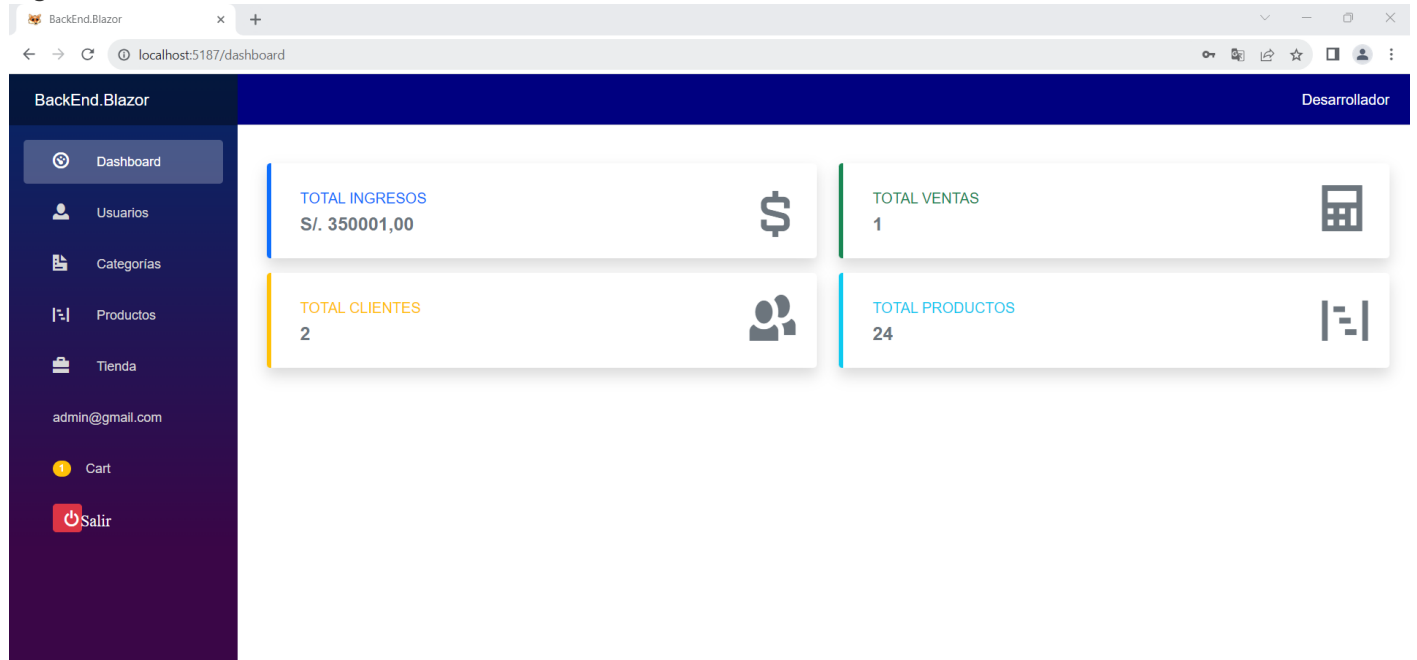 BackEnd.Blazor
localhost:5187/dashboard
BackEnd.Blazor
Desarrollador
Dashboard
Usuarios
Categorías
Productos
Tienda
admin@gmail.com
1 Cart
Salir
TOTAL INGRESOS
S/. 350001,00
TOTAL VENTAS
1
TOTAL CLIENTES
2
TOTAL PRODUCTOS
24